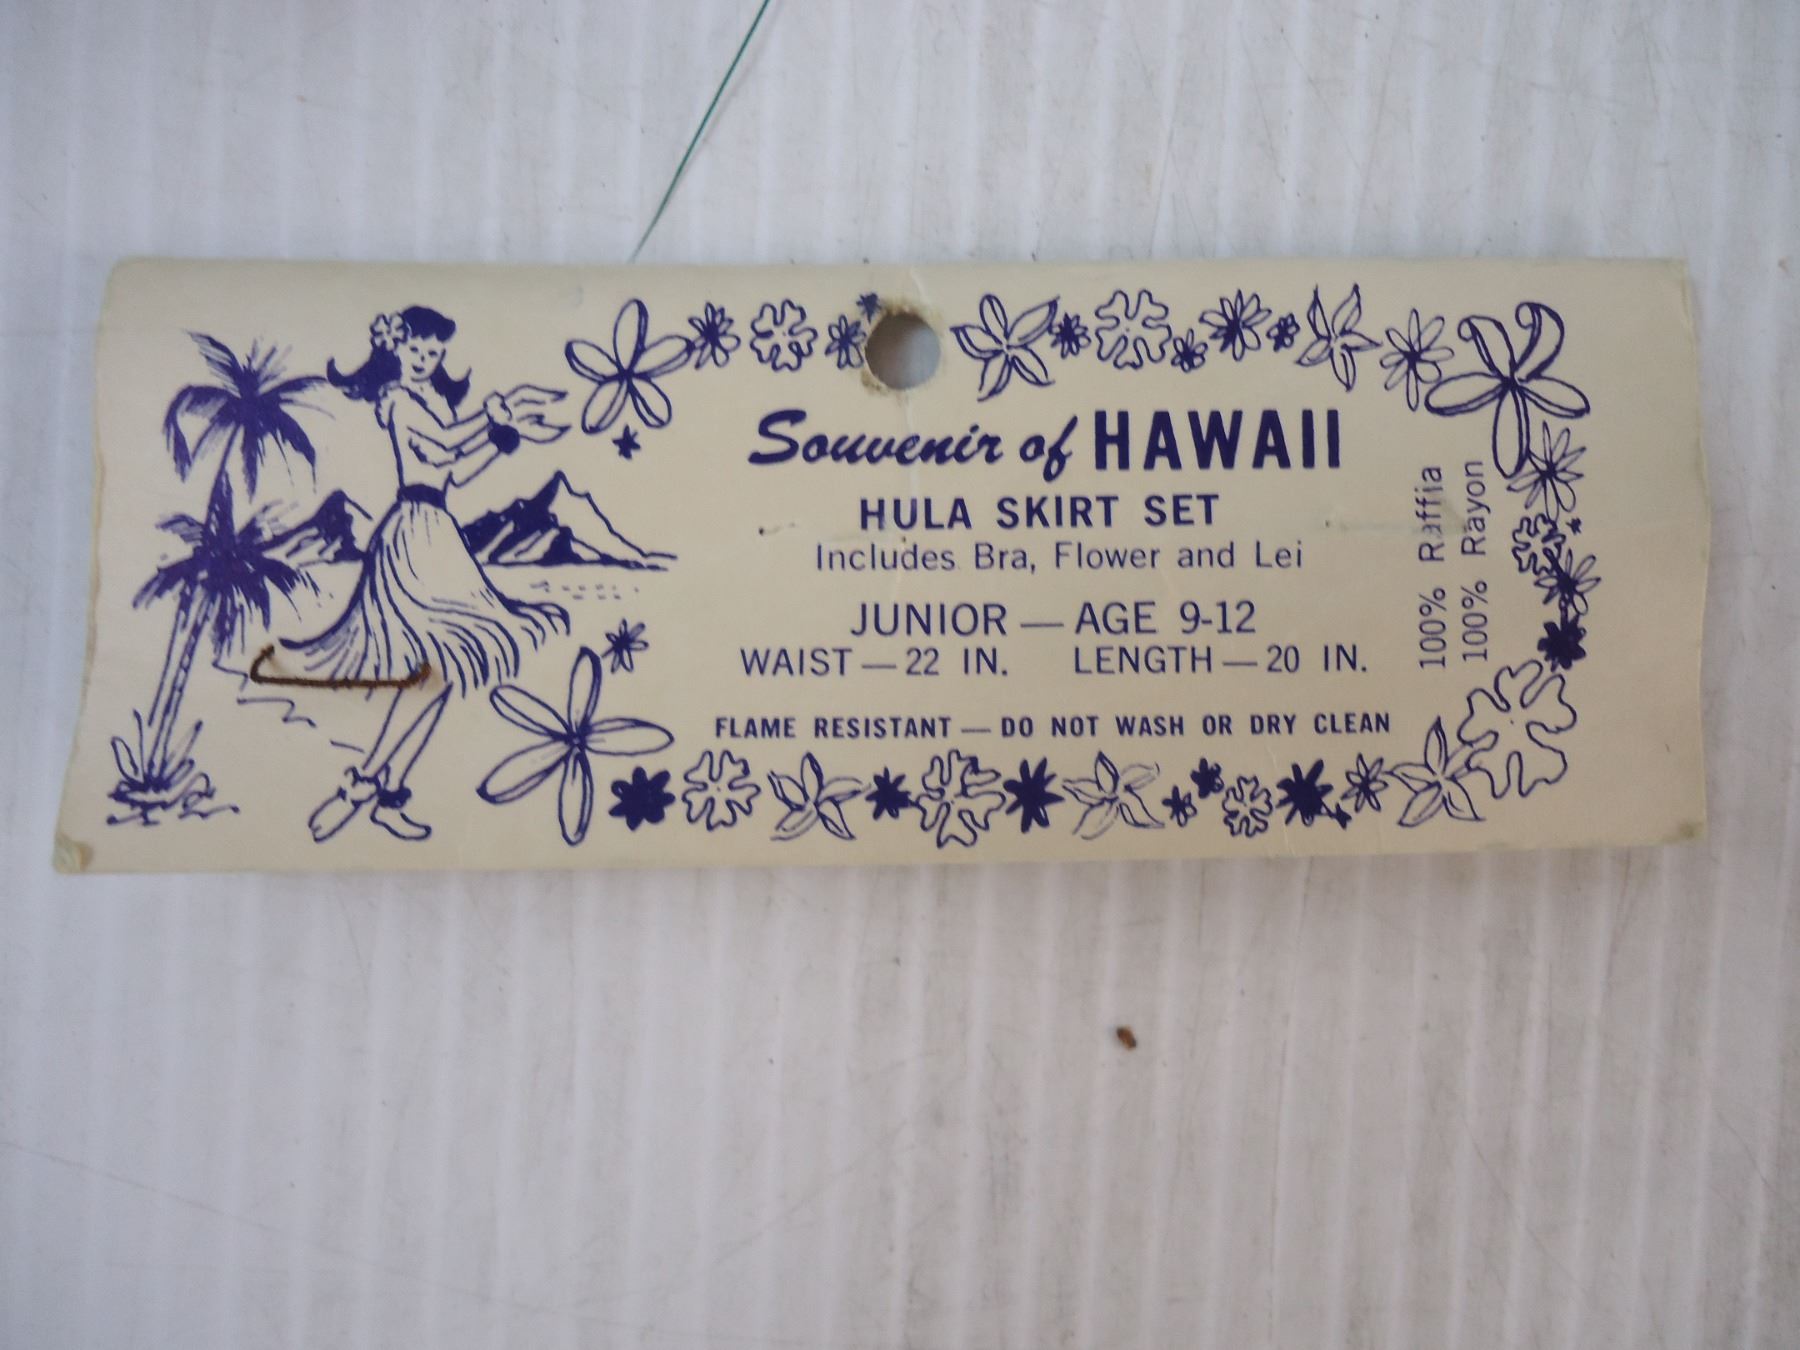 Souvenir of HAWAII
HULA SKIRT SET
Includes Bra, Flower and Lei
JUNIOR — AGE 9-12
WAIST — 22 IN. LENGTH — 20 IN.
FLAME RESISTANT — DO NOT WASH OR DRY CLEAN
100% Raffia
100% Rayon